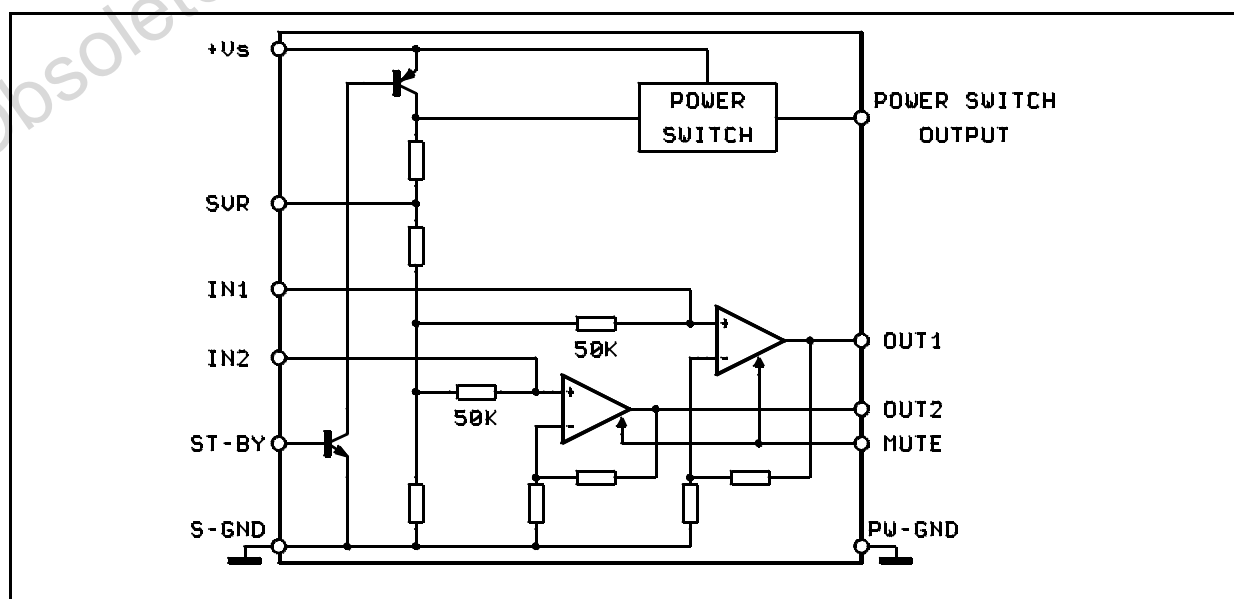 obsolete
+Vs
POWER
SWITCH
POWER SWITCH
OUTPUT
SVR
IN1
50K
OUT1
IN2
50K
OUT2
ST-BY
MUTE
S-GND
PW-GND
+
-
+
-